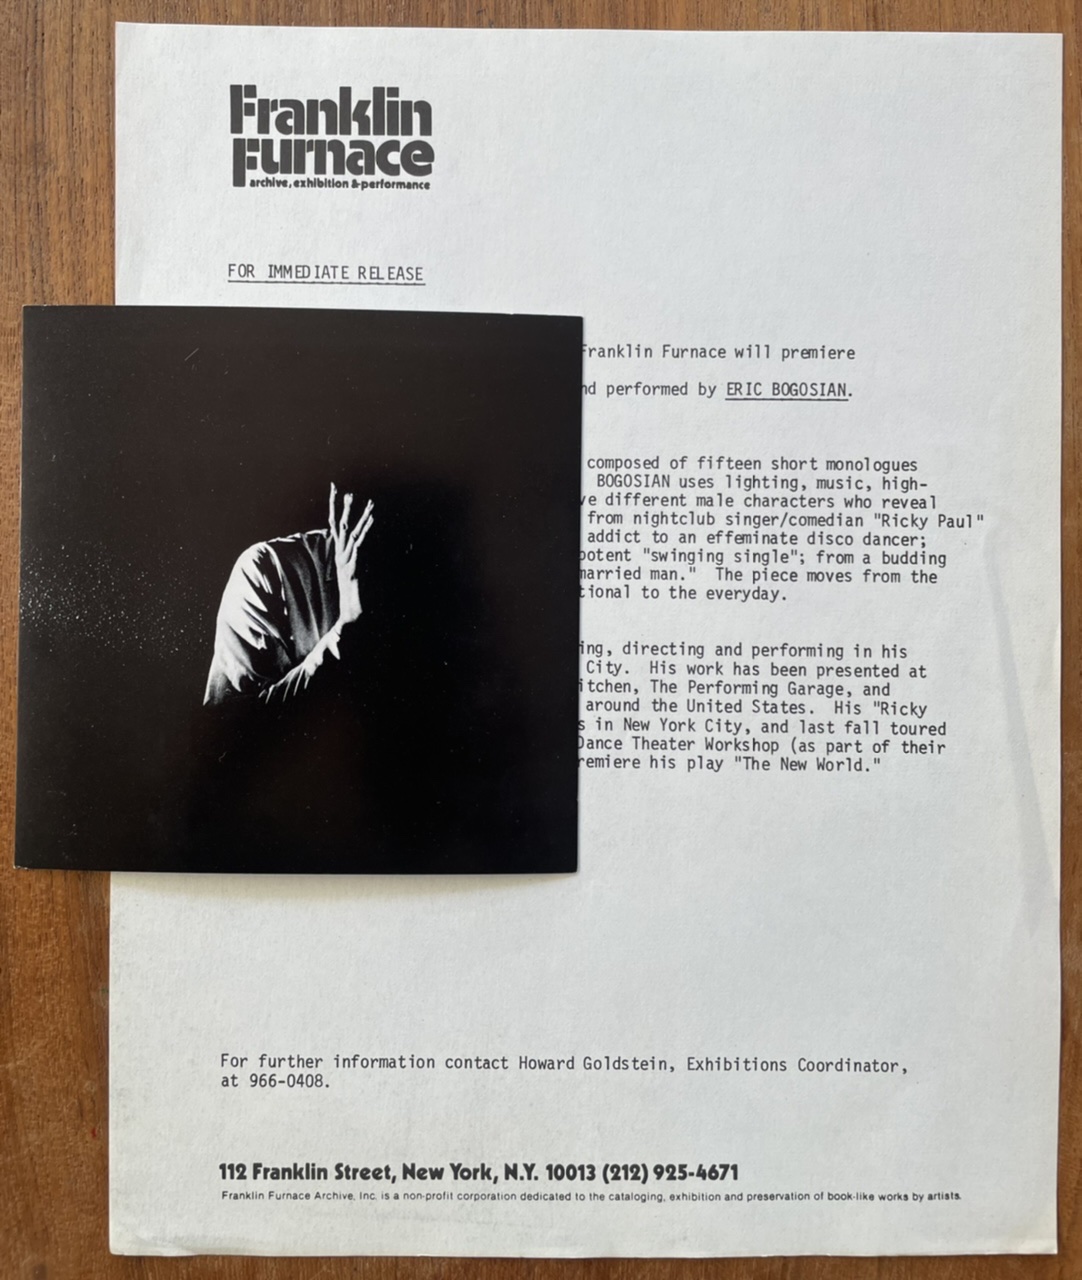 Franklin
Furnace
archive, exhibition & performance
FOR IMMEDIATE RELEASE
Franklin Furnace will premiere
performed by ERIC BOGOSIAN.
composed of fifteen short monologues
BOGOSIAN uses lighting, music, high-
different male characters who reveal
from nightclub singer/comedian "Ricky Paul"
addict to an effeminate disco dancer;
"swinging single"; from a budding
married man." The piece moves from the
to the everyday.
directing and performing in his
City. His work has been presented at
The Performing Garage, and
around the United States. His "Ricky
in New York City, and last fall toured
Dance Theater Workshop (as part of their
his play "The New World."
For further information contact Howard Goldstein, Exhibitions Coordinator,
at 966-0408.
112 Franklin Street, New York, N.Y. 10013 (212) 925-4671
Franklin Furnace Archive, Inc. is a non-profit corporation dedicated to the cataloging, exhibition and preservation of book-like works by artists.